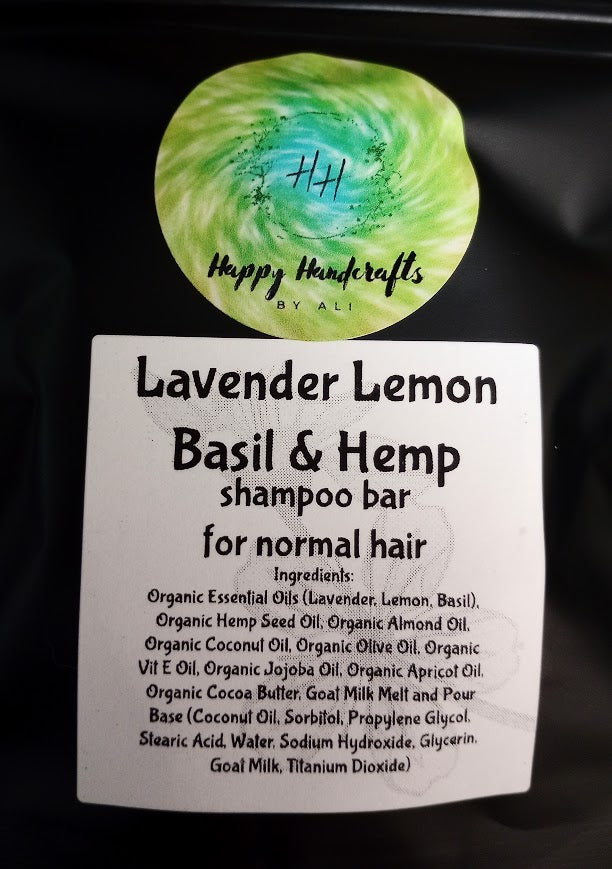 HH
Happy Handcrafts
BY ALI
Lavender Lemon
Basil & Hemp
shampoo bar
for normal hair
Ingredients:
Organic Essential Oils (Lavender, Lemon, Basil),
Organic Hemp Seed Oil, Organic Almond Oil,
Organic Coconut Oil, Organic Olive Oil, Organic
Vit E Oil, Organic Jojoba Oil, Organic Apricot Oil,
Organic Cocoa Butter, Goat Milk Melt and Pour
Base (Coconut Oil, Sorbitol, Propylene Glycol,
Stearic Acid, Water, Sodium Hydroxide, Glycerin,
Goat Milk, Titanium Dioxide)